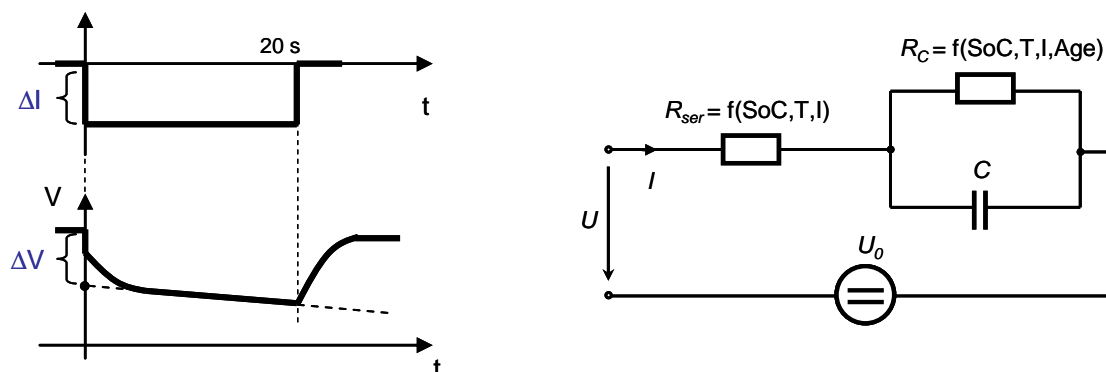 20 s
ΔI
t
V
ΔV
t
R_C = f(SoC,T,I,Age)
R_ser = f(SoC,T,I)
I
C
U
U_0